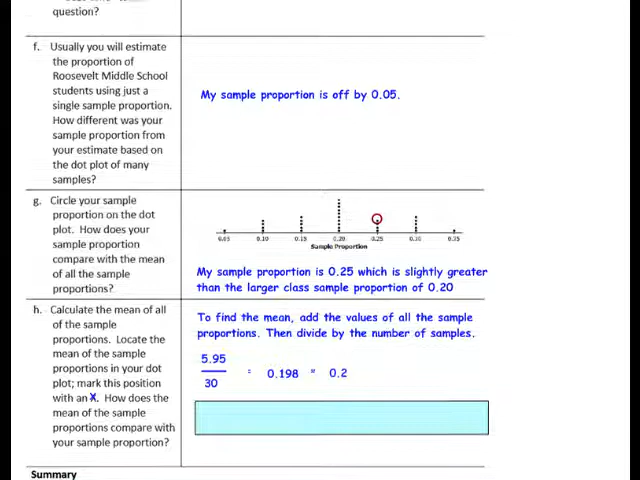 question?
f. Usually you will estimate
the proportion of
Roosevelt Middle School
students using just a
single sample proportion.
How different was your
sample proportion from
your estimate based on
the dot plot of many
samples?
My sample proportion is off by 0.05.
g. Circle your sample
proportion on the dot
plot. How does your
sample proportion
compare with the mean
of all the sample
proportions?
0.05 0.10 0.15 0.20 0.25 0.30 0.35
Sample Proportion
My sample proportion is 0.25 which is slightly greater
than the larger class sample proportion of 0.20
h. Calculate the mean of all
of the sample
proportions. Locate the
mean of the sample
proportions in your dot
plot; mark this position
with an X. How does the
mean of the sample
proportions compare with
your sample proportion?
To find the mean, add the values of all the sample
proportions. Then divide by the number of samples.
5.95
30
= 0.198 ≈ 0.2
Summary